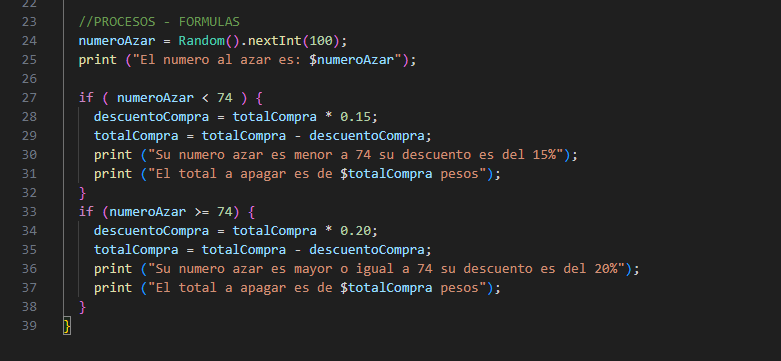 22
23 //PROCESOS - FORMULAS
24 numeroAzar = Random().nextInt(100);
25 print ("El numero al azar es: $numeroAzar");
26
27 if ( numeroAzar < 74 ) {
28 descuentoCompra = totalCompra * 0.15;
29 totalCompra = totalCompra - descuentoCompra;
30 print ("Su numero azar es menor a 74 su descuento es del 15%");
31 print ("El total a apagar es de $totalCompra pesos");
32 }
33 if (numeroAzar >= 74) {
34 descuentoCompra = totalCompra * 0.20;
35 totalCompra = totalCompra - descuentoCompra;
36 print ("Su numero azar es mayor o igual a 74 su descuento es del 20%");
37 print ("El total a apagar es de $totalCompra pesos");
38 }
39 }